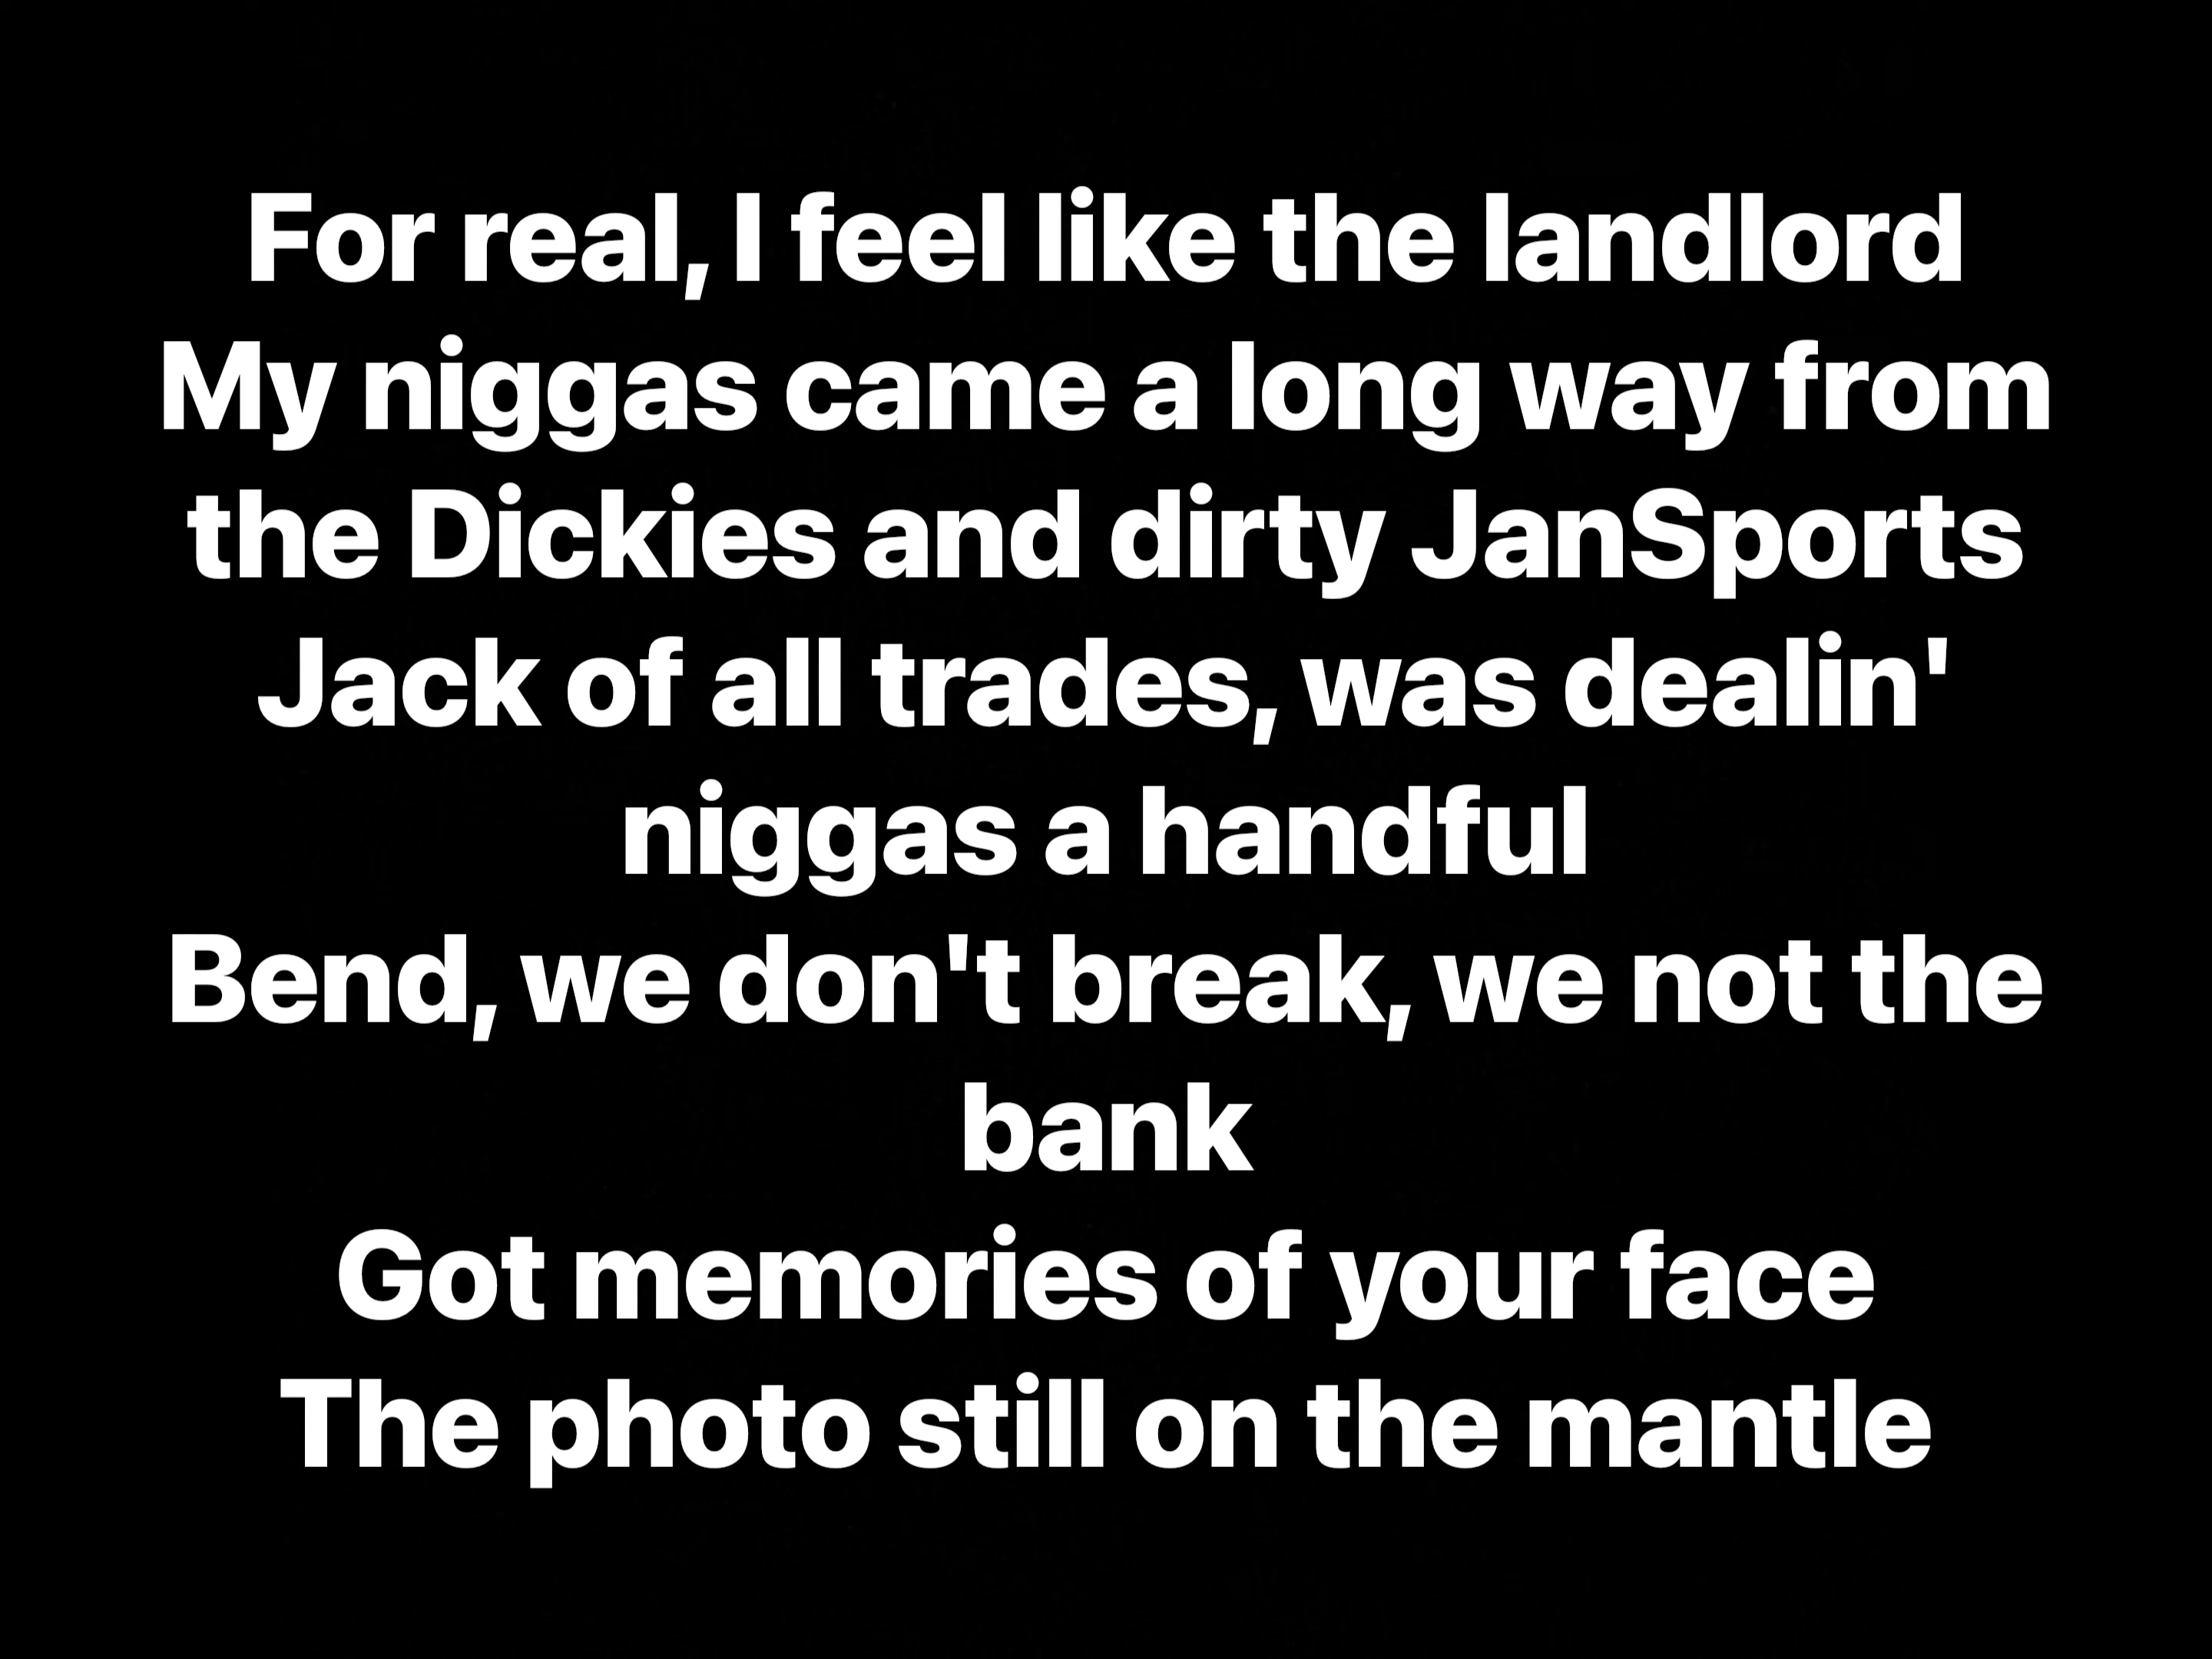 For real, I feel like the landlord
My niggas came a long way from
the Dickies and dirty JanSports
Jack of all trades, was dealin'
niggas a handful
Bend, we don't break, we not the
bank
Got memories of your face
The photo still on the mantle